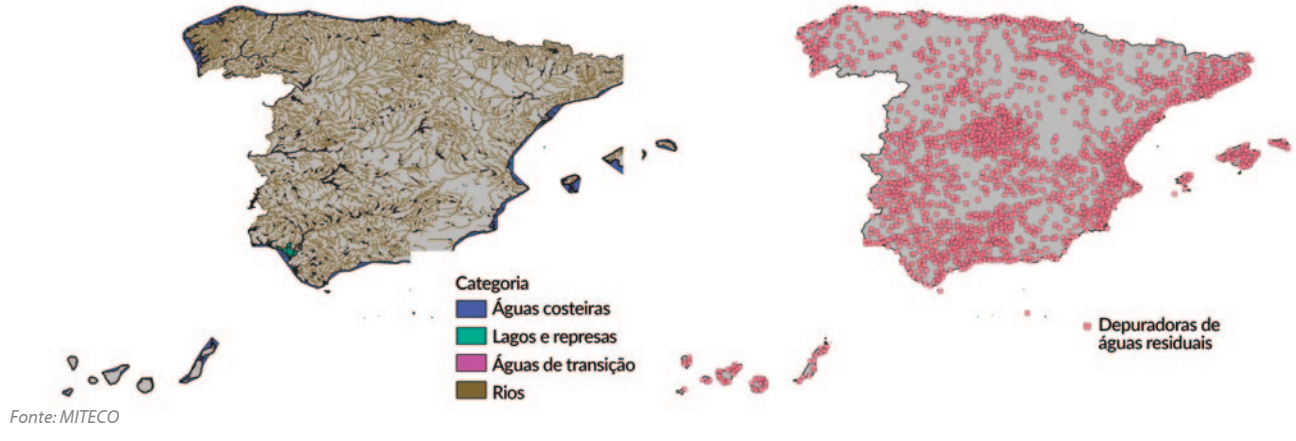 Categoria
Águas costeiras
Lagos e represas
Águas de transição
Rios
Depuradoras de
águas residuais
Fonte: MITECO